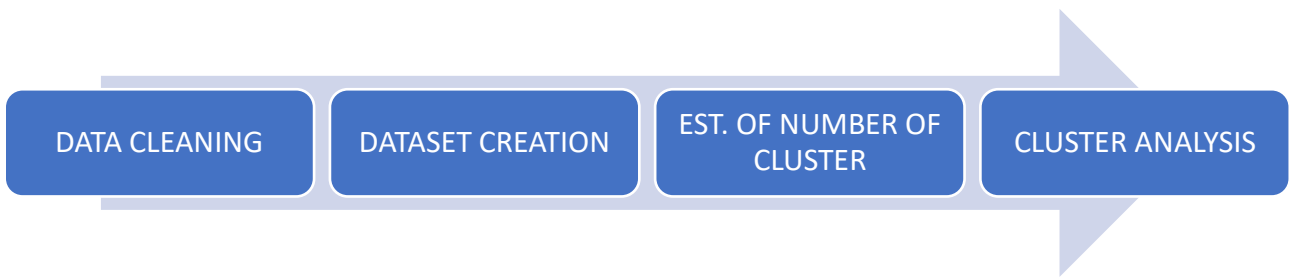 DATA CLEANING
DATASET CREATION
EST. OF NUMBER OF
CLUSTER
CLUSTER ANALYSIS